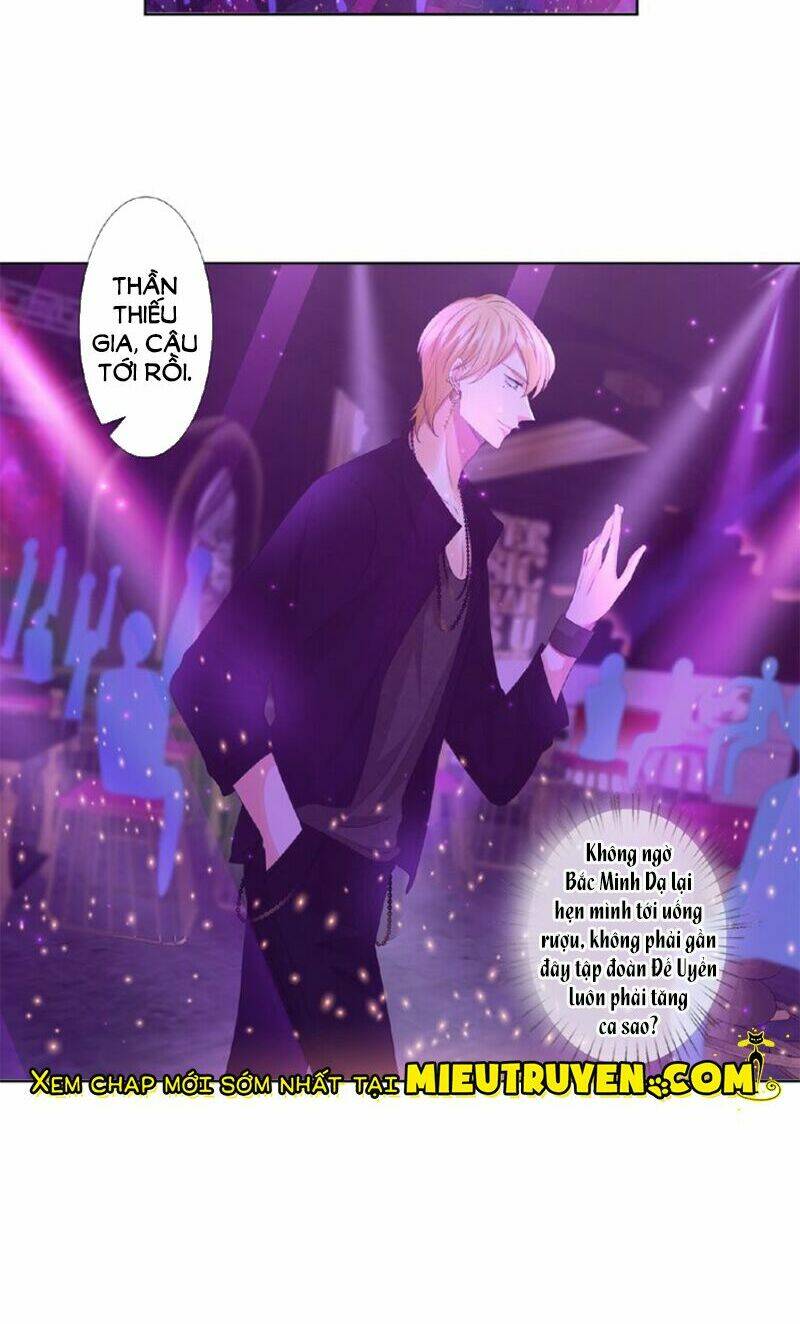 THẦN
THIẾU
GIA, CẬU
TỚI RỒI.
Không ngờ
Bắc Minh Dạ lại
hẹn mình tới uống
rượu, không phải gần
đây tập đoàn Đế Uyển
luôn phải tăng
ca sao?
XEM CHAP MỚI SỚM NHẤT TẠI MIEUTRUYEN.COM